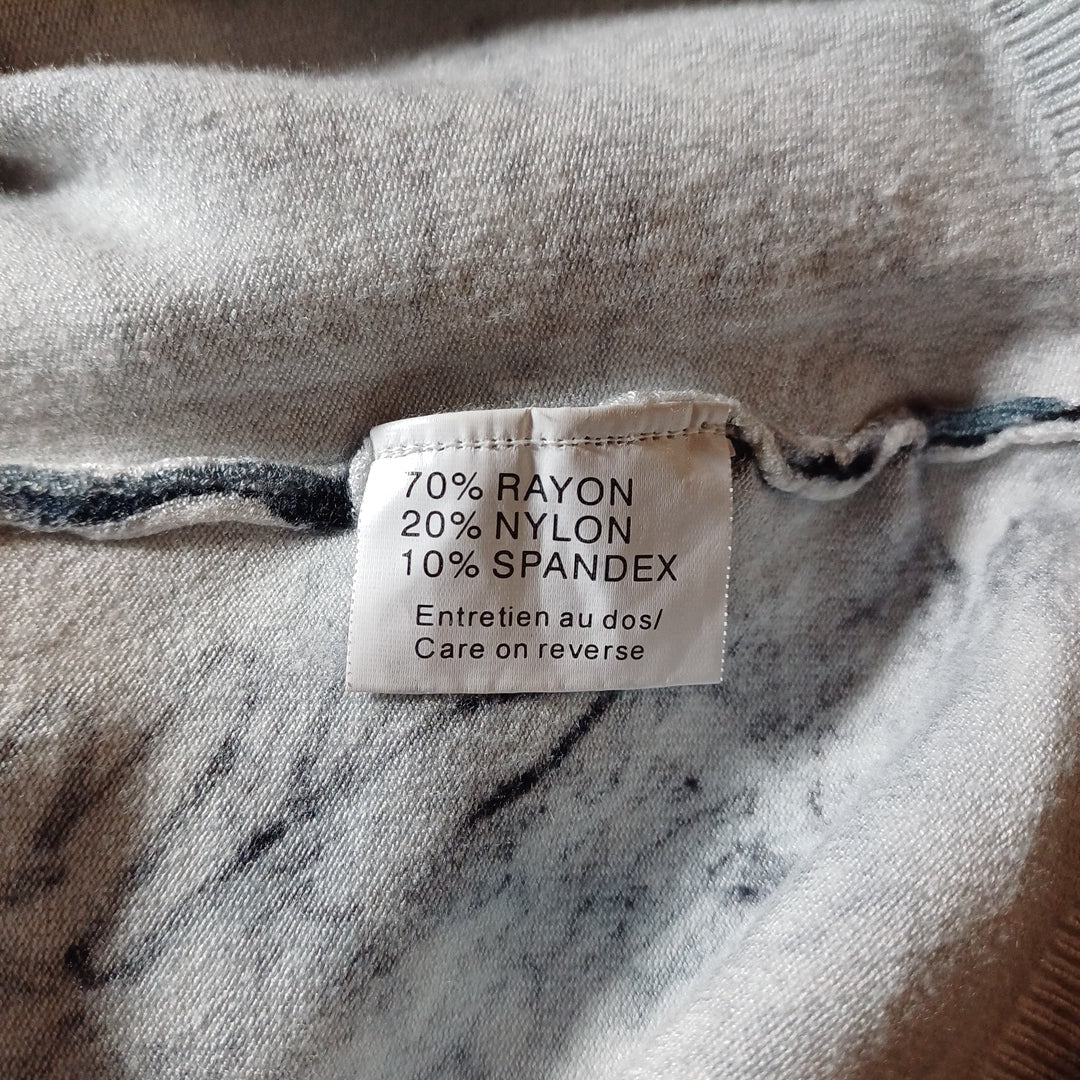 70% RAYON
20% NYLON
10% SPANDEX
Entretien au dos/
Care on reverse